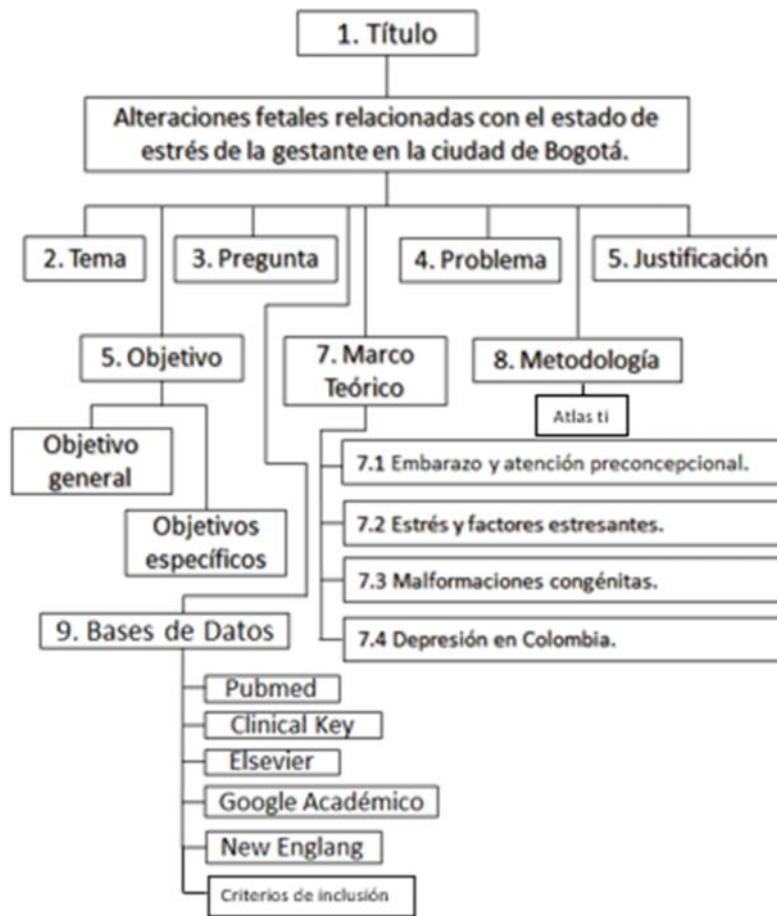 1. Título
Alteraciones fetales relacionadas con el estado de
estrés de la gestante en la ciudad de Bogotá.
2. Tema
3. Pregunta
4. Problema
5. Justificación
5. Objetivo
Objetivo
general
Objetivos
específicos
7. Marco
Teórico
7.1 Embarazo y atención preconcepcional.
7.2 Estrés y factores estresantes.
7.3 Malformaciones congénitas.
7.4 Depresión en Colombia.
8. Metodología
Atlas ti
9. Bases de Datos
Pubmed
Clinical Key
Elsevier
Google Académico
New Englang
Criterios de inclusión